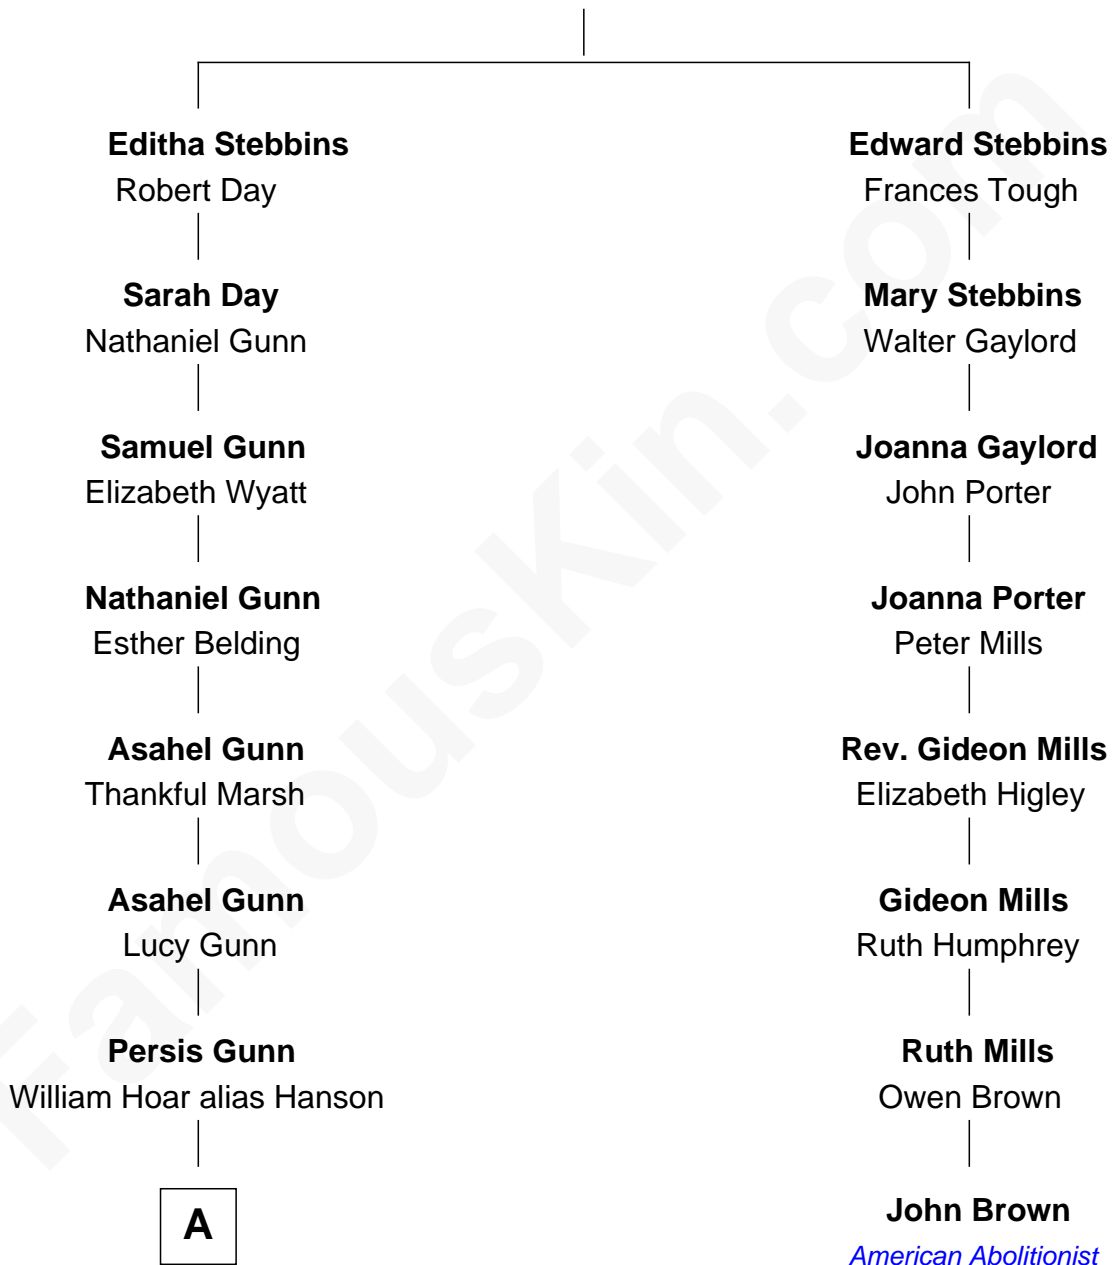 Editha Stebbins
Robert Day
Sarah Day
Nathaniel Gunn
Samuel Gunn
Elizabeth Wyatt
Nathaniel Gunn
Esther Belding
Asahel Gunn
Thankful Marsh
Asahel Gunn
Lucy Gunn
Persis Gunn
William Hoar alias Hanson
A
Edward Stebbins
Frances Tough
Mary Stebbins
Walter Gaylord
Joanna Gaylord
John Porter
Joanna Porter
Peter Mills
Rev. Gideon Mills
Elizabeth Higley
Gideon Mills
Ruth Humphrey
Ruth Mills
Owen Brown
John Brown
American Abolitionist
FamousKin.com